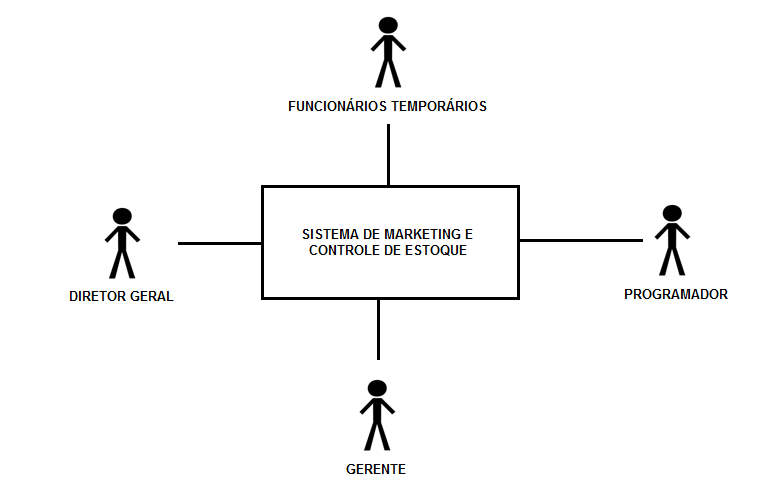 FUNCIONÁRIOS TEMPORÁRIOS
SISTEMA DE MARKETING E
CONTROLE DE ESTOQUE
DIRETOR GERAL
PROGRAMADOR
GERENTE